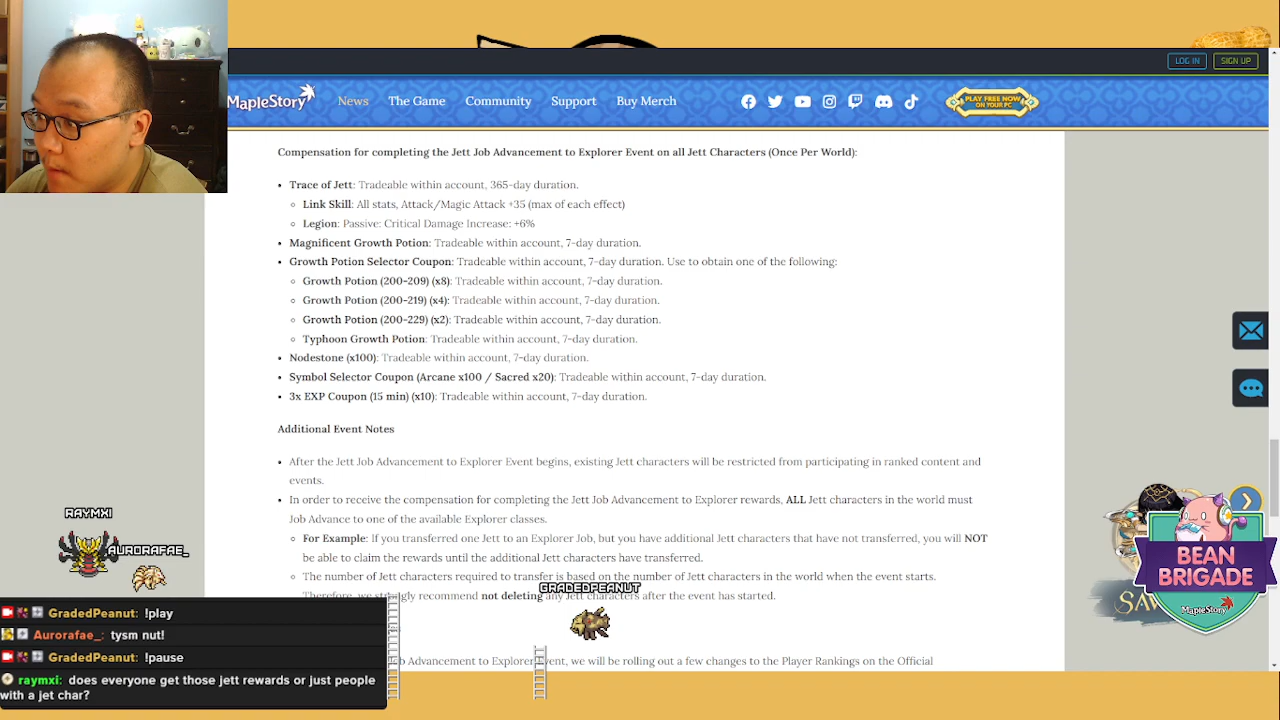 LOG IN
SIGN UP
MapleStory
News
The Game
Community
Support
Buy Merch
PLAY FREE NOW
ON YOUR PC
Compensation for completing the Jett Job Advancement to Explorer Event on all Jett Characters (Once Per World):
• Trace of Jett: Tradeable within account, 365-day duration.
◦ Link Skill: All stats, Attack/Magic Attack +35 (max of each effect)
◦ Legion: Passive: Critical Damage Increase: +6%
• Magnificent Growth Potion: Tradeable within account, 7-day duration.
• Growth Potion Selector Coupon: Tradeable within account, 7-day duration. Use to obtain one of the following:
◦ Growth Potion (200-209) (x8): Tradeable within account, 7-day duration.
◦ Growth Potion (200-219) (x4): Tradeable within account, 7-day duration.
◦ Growth Potion (200-229) (x2): Tradeable within account, 7-day duration.
◦ Typhoon Growth Potion: Tradeable within account, 7-day duration.
• Nodestone (x100): Tradeable within account, 7-day duration.
• Symbol Selector Coupon (Arcane x100 / Sacred x20): Tradeable within account, 7-day duration.
• 3x EXP Coupon (15 min) (x10): Tradeable within account, 7-day duration.
Additional Event Notes
• After the Jett Job Advancement to Explorer Event begins, existing Jett characters will be restricted from participating in ranked content and
events.
• In order to receive the compensation for completing the Jett Job Advancement to Explorer rewards, ALL Jett characters in the world must
Job Advance to one of the available Explorer classes.
◦ For Example: If you transferred one Jett to an Explorer Job, but you have additional Jett characters that have not transferred, you will NOT
be able to claim the rewards until the additional Jett characters have transferred.
◦ The number of Jett characters required to transfer is based on the number of Jett characters in the world when the event starts.
Therefore, we strongly recommend not deleting any Jett characters after the event has started.
Job Advancement to Explorer Event, we will be rolling out a few changes to the Player Rankings on the Official
RAYMXI
AURORAFAE_
GRADEDPEANUT
GradedPeanut: !play
Aurorafae_: tysm nut!
GradedPeanut: !pause
raymxi: does everyone get those jett rewards or just people
with a jet char?
BEAN
BRIGADE
MapleStory